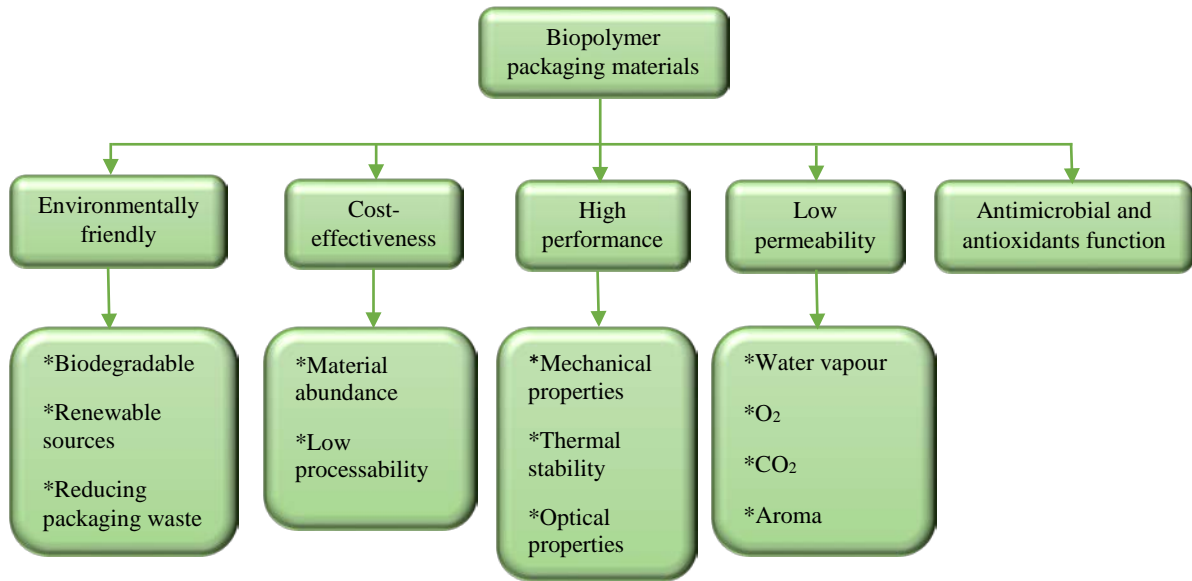 Biopolymer
packaging materials
Environmentally
friendly
Cost-
effectiveness
High
performance
Low
permeability
Antimicrobial and
antioxidants function
*Biodegradable
*Renewable
sources
*Reducing
packaging waste
*Material
abundance
*Low
processability
*Mechanical
properties
*Thermal
stability
*Optical
properties
*Water vapour
*O₂
*CO₂
*Aroma